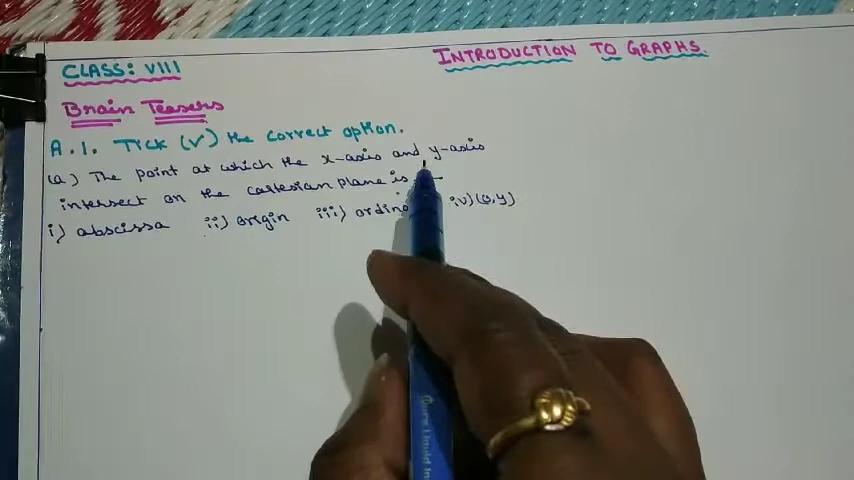 INTRODUCTION TO GRAPHS.
CLASS: VIII
Brain Teasers
A.1. TICK (√) the correct option.
(a) The point at which the x-axis and y-axis
intersect on the cartesian plane is
i) abscissa ii) origin iii) iv) (0,y)
Liquid